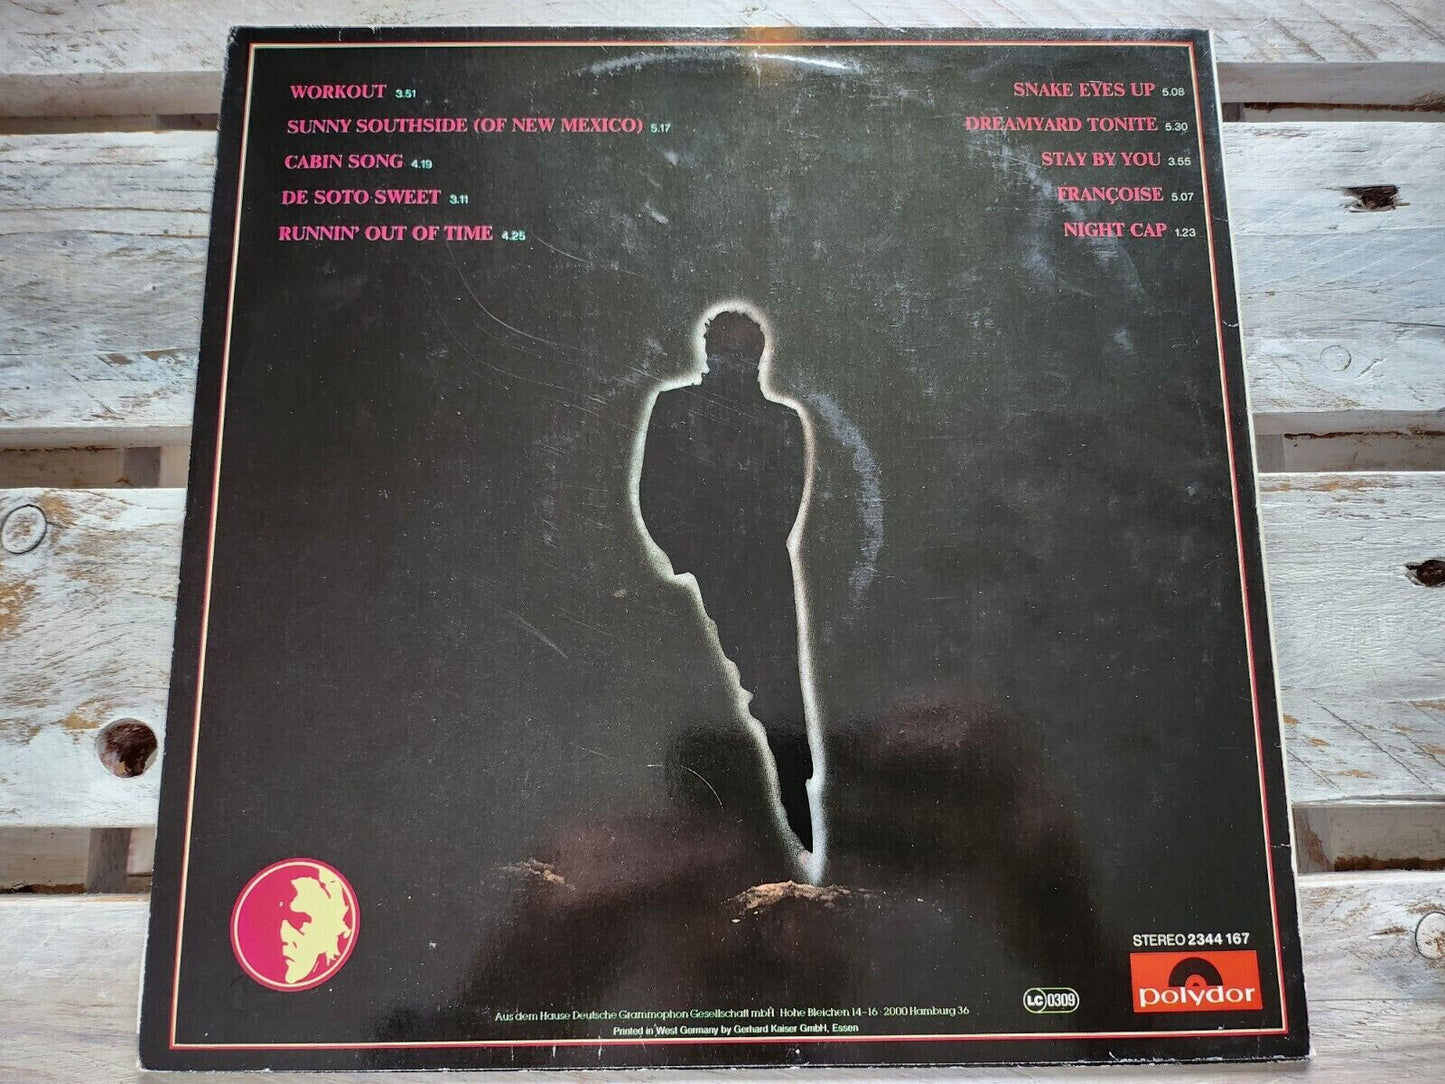 WORKOUT 3.51
SUNNY SOUTHSIDE (OF NEW MEXICO) 5.17
CABIN SONG 4.19
DE SOTO SWEET 3.11
RUNNIN' OUT OF TIME 4.25
SNAKE EYES UP 5.08
DREAMYARD TONITE 5.30
STAY BY YOU 3.55
FRANÇOISE 5.07
NIGHT CAP 1.23
STEREO 2344 167
polydor
LC 0309
Aus dem Hause Deutsche Grammophon Gesellschaft mbH · Hohe Bleichen 14-16 · 2000 Hamburg 36
Printed in West Germany by Gerhard Kaiser GmbH, Essen